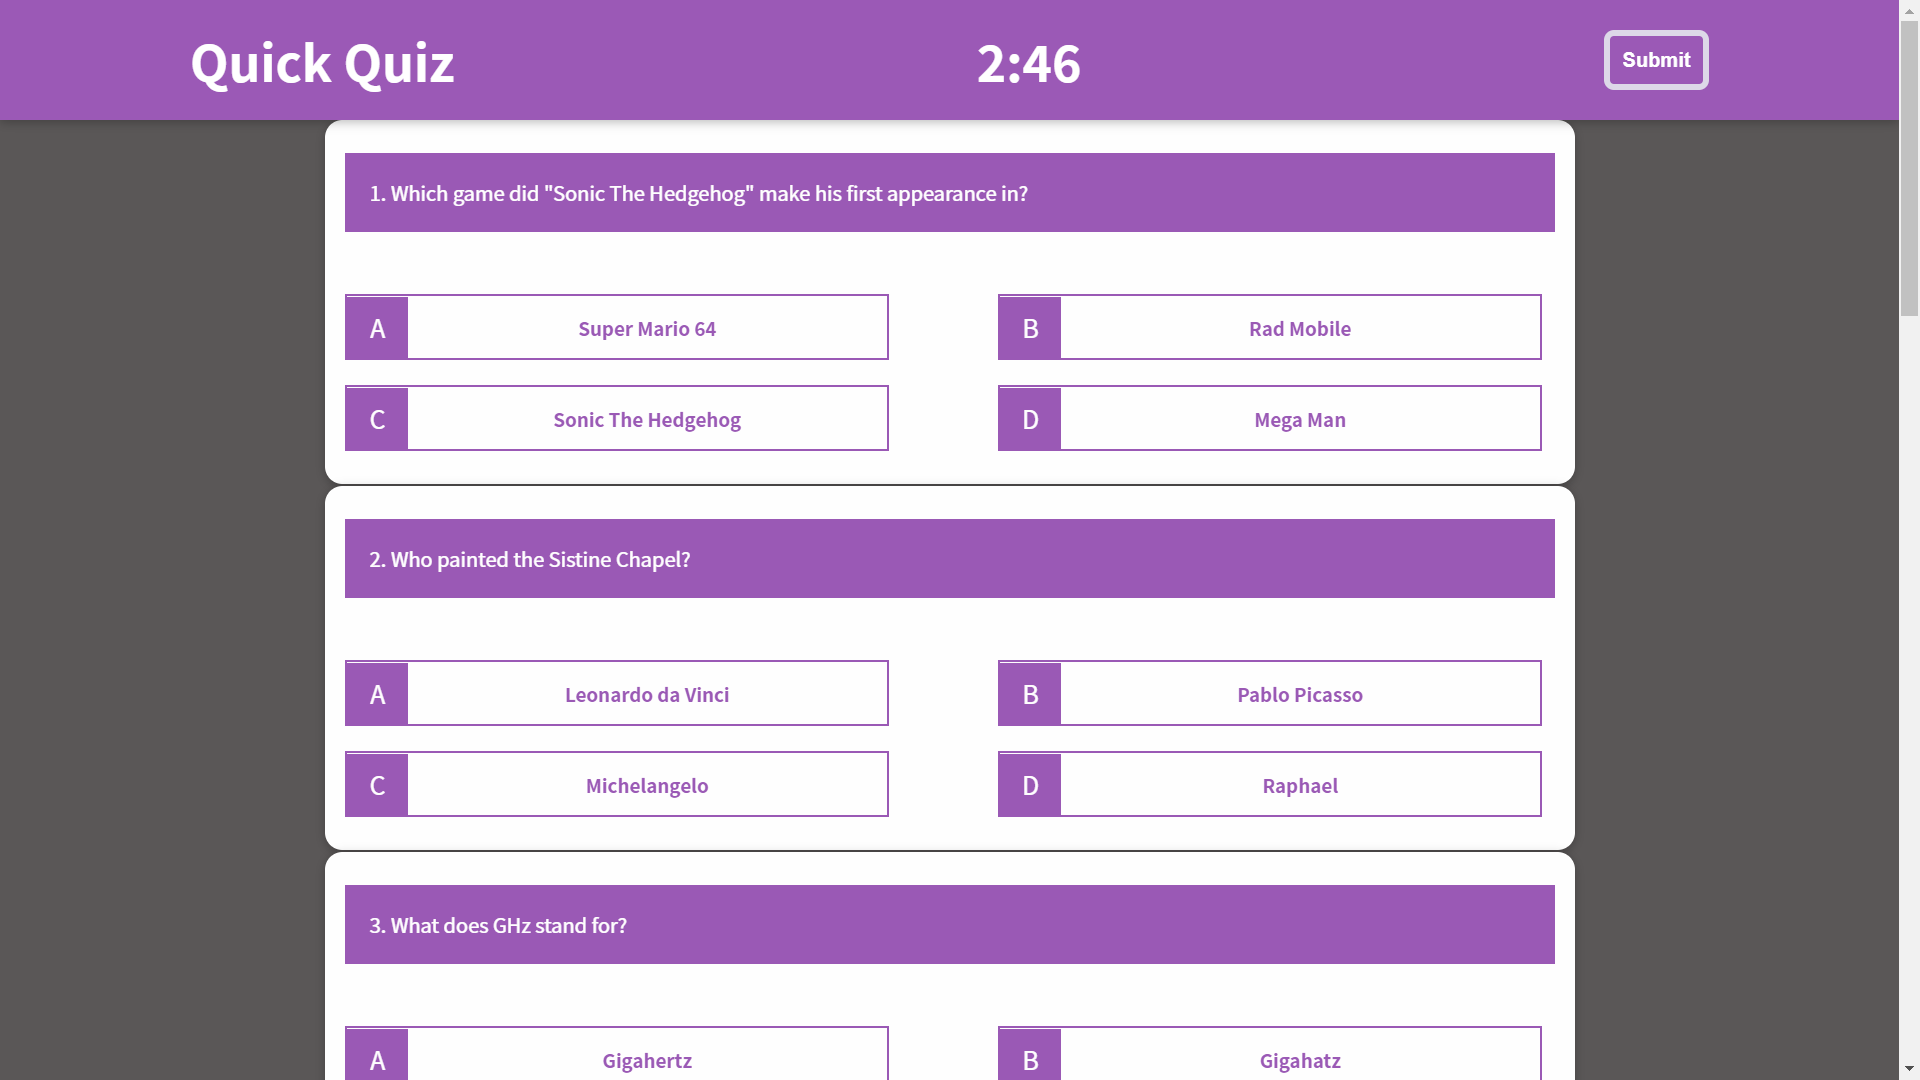 Quick Quiz
2:46
Submit
1. Which game did "Sonic The Hedgehog" make his first appearance in?
A Super Mario 64
B Rad Mobile
C Sonic The Hedgehog
D Mega Man
2. Who painted the Sistine Chapel?
A Leonardo da Vinci
B Pablo Picasso
C Michelangelo
D Raphael
3. What does GHz stand for?
A Gigahertz
B Gigahatz